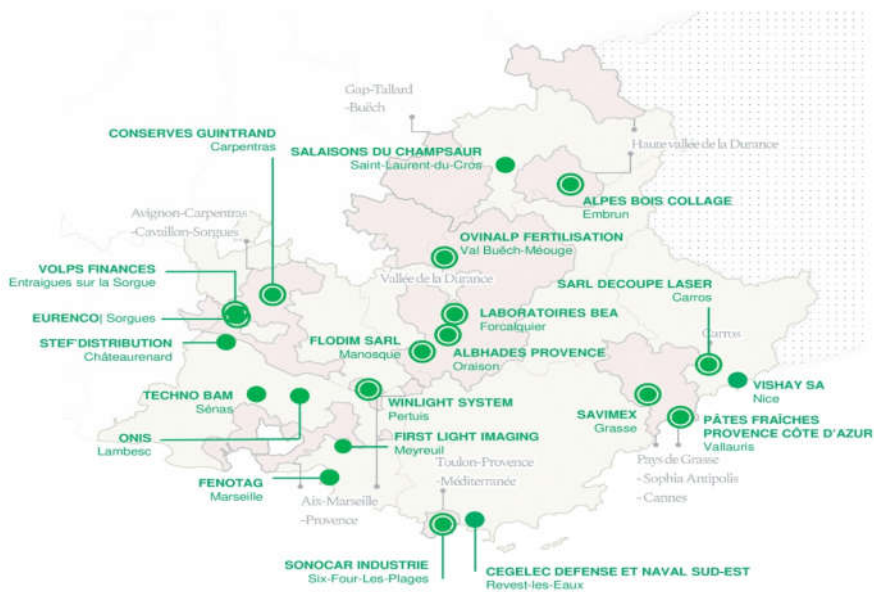 Gap-Tallard
-Buëch
CONSERVES GUINTRAND
Carpentras
SALAISONS DU CHAMPSAUR
Saint-Laurent-du-Cros
Haute vallée de la Durance
ALPES BOIS COLLAGE
Embrun
Avignon-Carpentras
-Cavaillon-Sorgues
OVINALP FERTILISATION
Val Buëch-Méouge
VOLPS FINANCES
Entraigues sur la Sorgue
Vallée de la Durance
SARL DECOUPE LASER
Carros
EURENCO| Sorgues
LABORATOIRES BEA
Forcalquier
STEF DISTRIBUTION
Châteaurenard
FLODIM SARL
Manosque
ALBHADES PROVENCE
Oraison
Carros
TECHNO BAM
Sénas
WINLIGHT SYSTEM
Pertuis
VISHAY SA
Nice
SAVIMEX
Grasse
PÂTES FRAÎCHES
PROVENCE CÔTE D'AZUR
Vallauris
ONIS
Lambesc
FIRST LIGHT IMAGING
Meyreuil
Toulon-Provence
-Méditerranée
Pays de Grasse
- Sophia Antipolis
- Cannes
FENOTAG
Marseille
Aix-Marseille
-Provence
SONOCAR INDUSTRIE
Six-Four-Les-Plages
CEGELEC DEFENSE ET NAVAL SUD-EST
Revest-les-Eaux